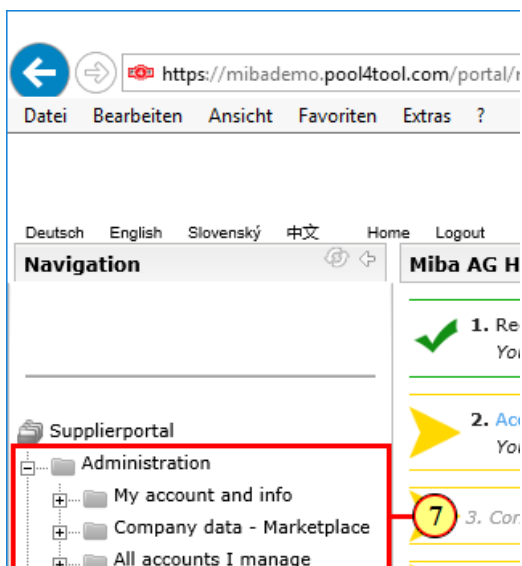 https://mibademo.pool4tool.com/portal/
Datei Bearbeiten Ansicht Favoriten Extras ?
Deutsch English Slovenský 中文 Home Logout
Navigation
Miba AG H
1. Re
You
Supplierportal
2. Acc
You
Administration
My account and info
7
3. Con
Company data - Marketplace
All accounts I manage